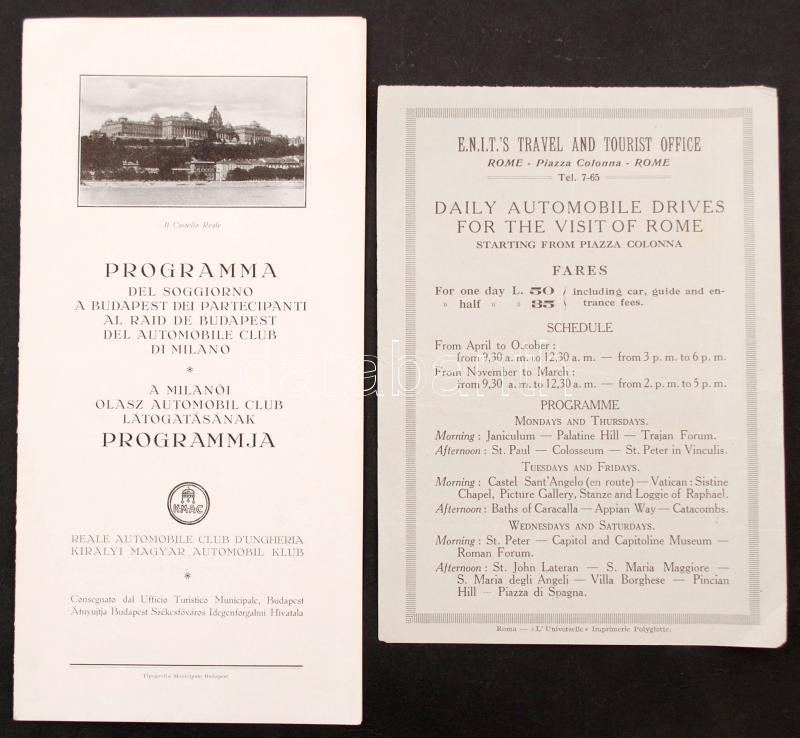 Il Castello Reale
PROGRAMMA
DEL SOGGIORNO
A BUDAPEST DEI PARTECIPANTI
AL RAID DE BUDAPEST
DEL AUTOMOBILE CLUB
DI MILANO
*
A MILANÓI
OLASZ AUTOMOBIL CLUB
LÁTOGATÁSÁNAK
PROGRAMMJA
KMAC
REALE AUTOMOBILE CLUB D'UNGHERIA
KIRÁLYI MAGYAR AUTOMOBIL KLUB
*
Consegnato dal Ufficio Turistico Municipale, Budapest
Átnyujtja Budapest Székesfőváros Idegenforgalmi Hivatala
Tipografia Municipale Budapest
E.N.I.T.'S TRAVEL AND TOURIST OFFICE
ROME - Piazza Colonna - ROME
Tel. 7-65
DAILY AUTOMOBILE DRIVES
FOR THE VISIT OF ROME
STARTING FROM PIAZZA COLONNA
FARES
For one day L. 50 / including car, guide and en-
» half » » 35 trance fees.
SCHEDULE
From April to October :
from 9,30 a. m. to 12,30 a. m. — from 3 p. m. to 6 p. m.
From November to March :
from 9,30 a. m. to 12,30 a. m. — from 2. p. m. to 5 p. m.
PROGRAMME
MONDAYS AND THURSDAYS.
Morning : Janiculum — Palatine Hill — Trajan Forum.
Afternoon : St. Paul — Colosseum — St. Peter in Vinculis.
TUESDAYS AND FRIDAYS.
Morning : Castel Sant'Angelo (en route) — Vatican : Sistine
Chapel, Picture Gallery, Stanze and Loggie of Raphael.
Afternoon : Baths of Caracalla — Appian Way — Catacombs.
WEDNESDAYS AND SATURDAYS.
Morning : St. Peter — Capitol and Capitoline Museum —
Roman Forum.
Afternoon : St. John Lateran — S. Maria Maggiore —
S. Maria degli Angeli — Villa Borghese — Pincian
Hill — Piazza di Spagna.
Roma — «L'Universelle» Imprimerie Polyglotte.
darabanth